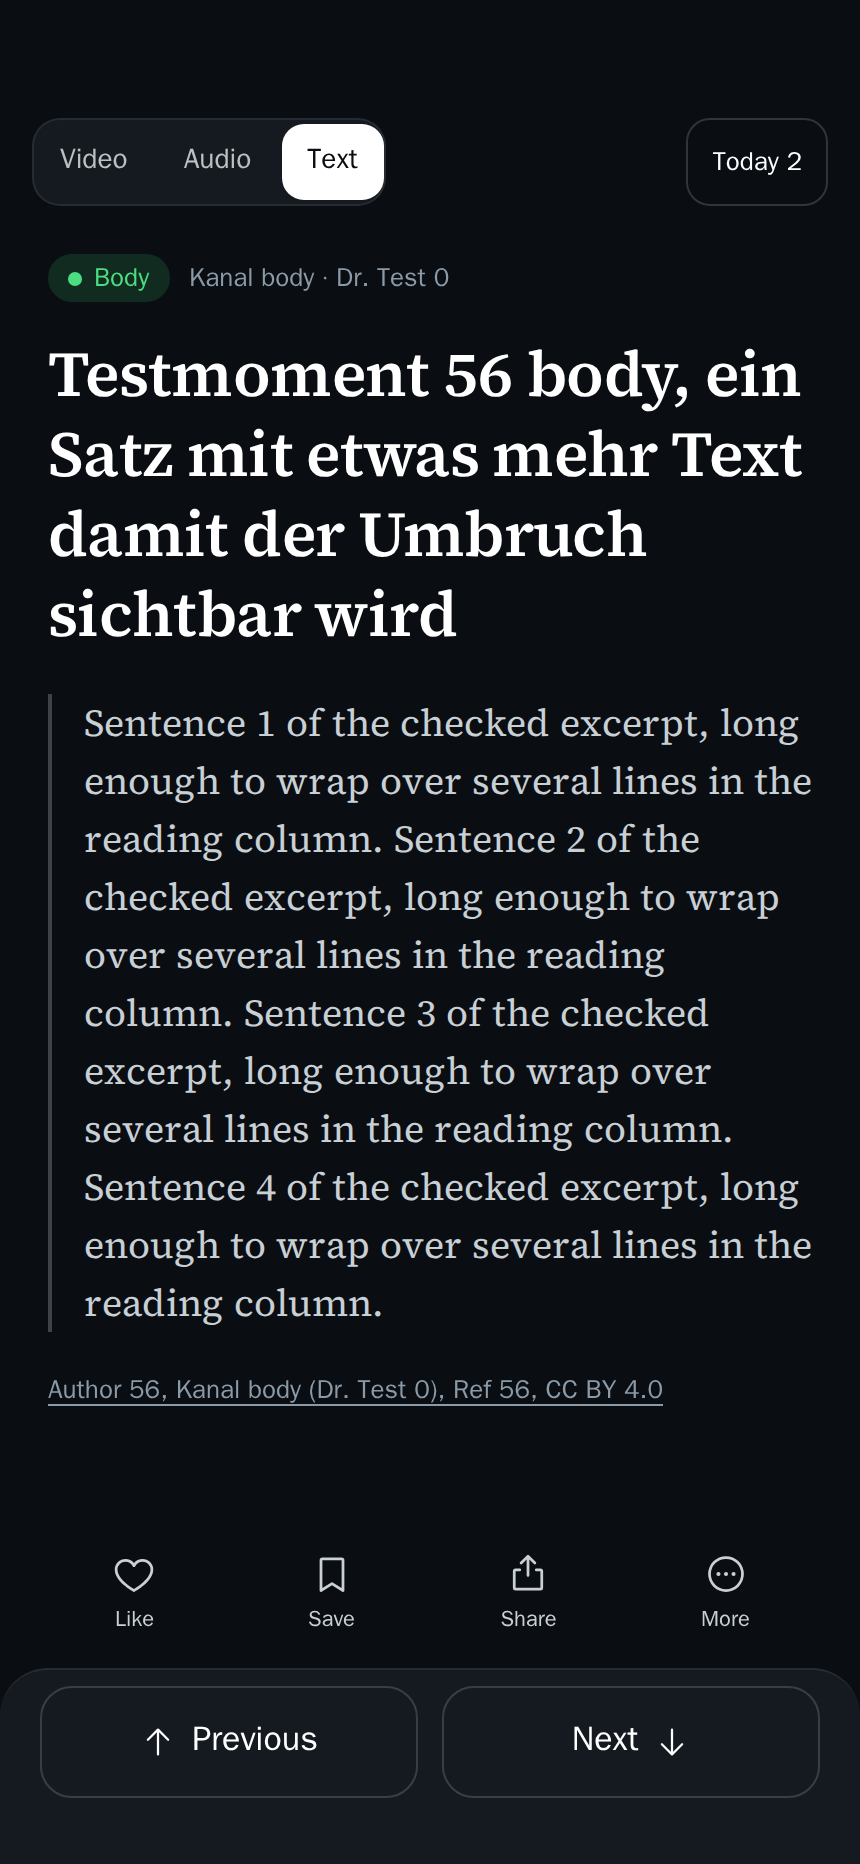 Video Audio Text Today 2
Body Kanal body · Dr. Test 0
Testmoment 56 body, ein
Satz mit etwas mehr Text
damit der Umbruch
sichtbar wird
Sentence 1 of the checked excerpt, long
enough to wrap over several lines in the
reading column. Sentence 2 of the
checked excerpt, long enough to wrap
over several lines in the reading
column. Sentence 3 of the checked
excerpt, long enough to wrap over
several lines in the reading column.
Sentence 4 of the checked excerpt, long
enough to wrap over several lines in the
reading column.
Author 56, Kanal body (Dr. Test 0), Ref 56, CC BY 4.0
Like Save Share More
Previous Next